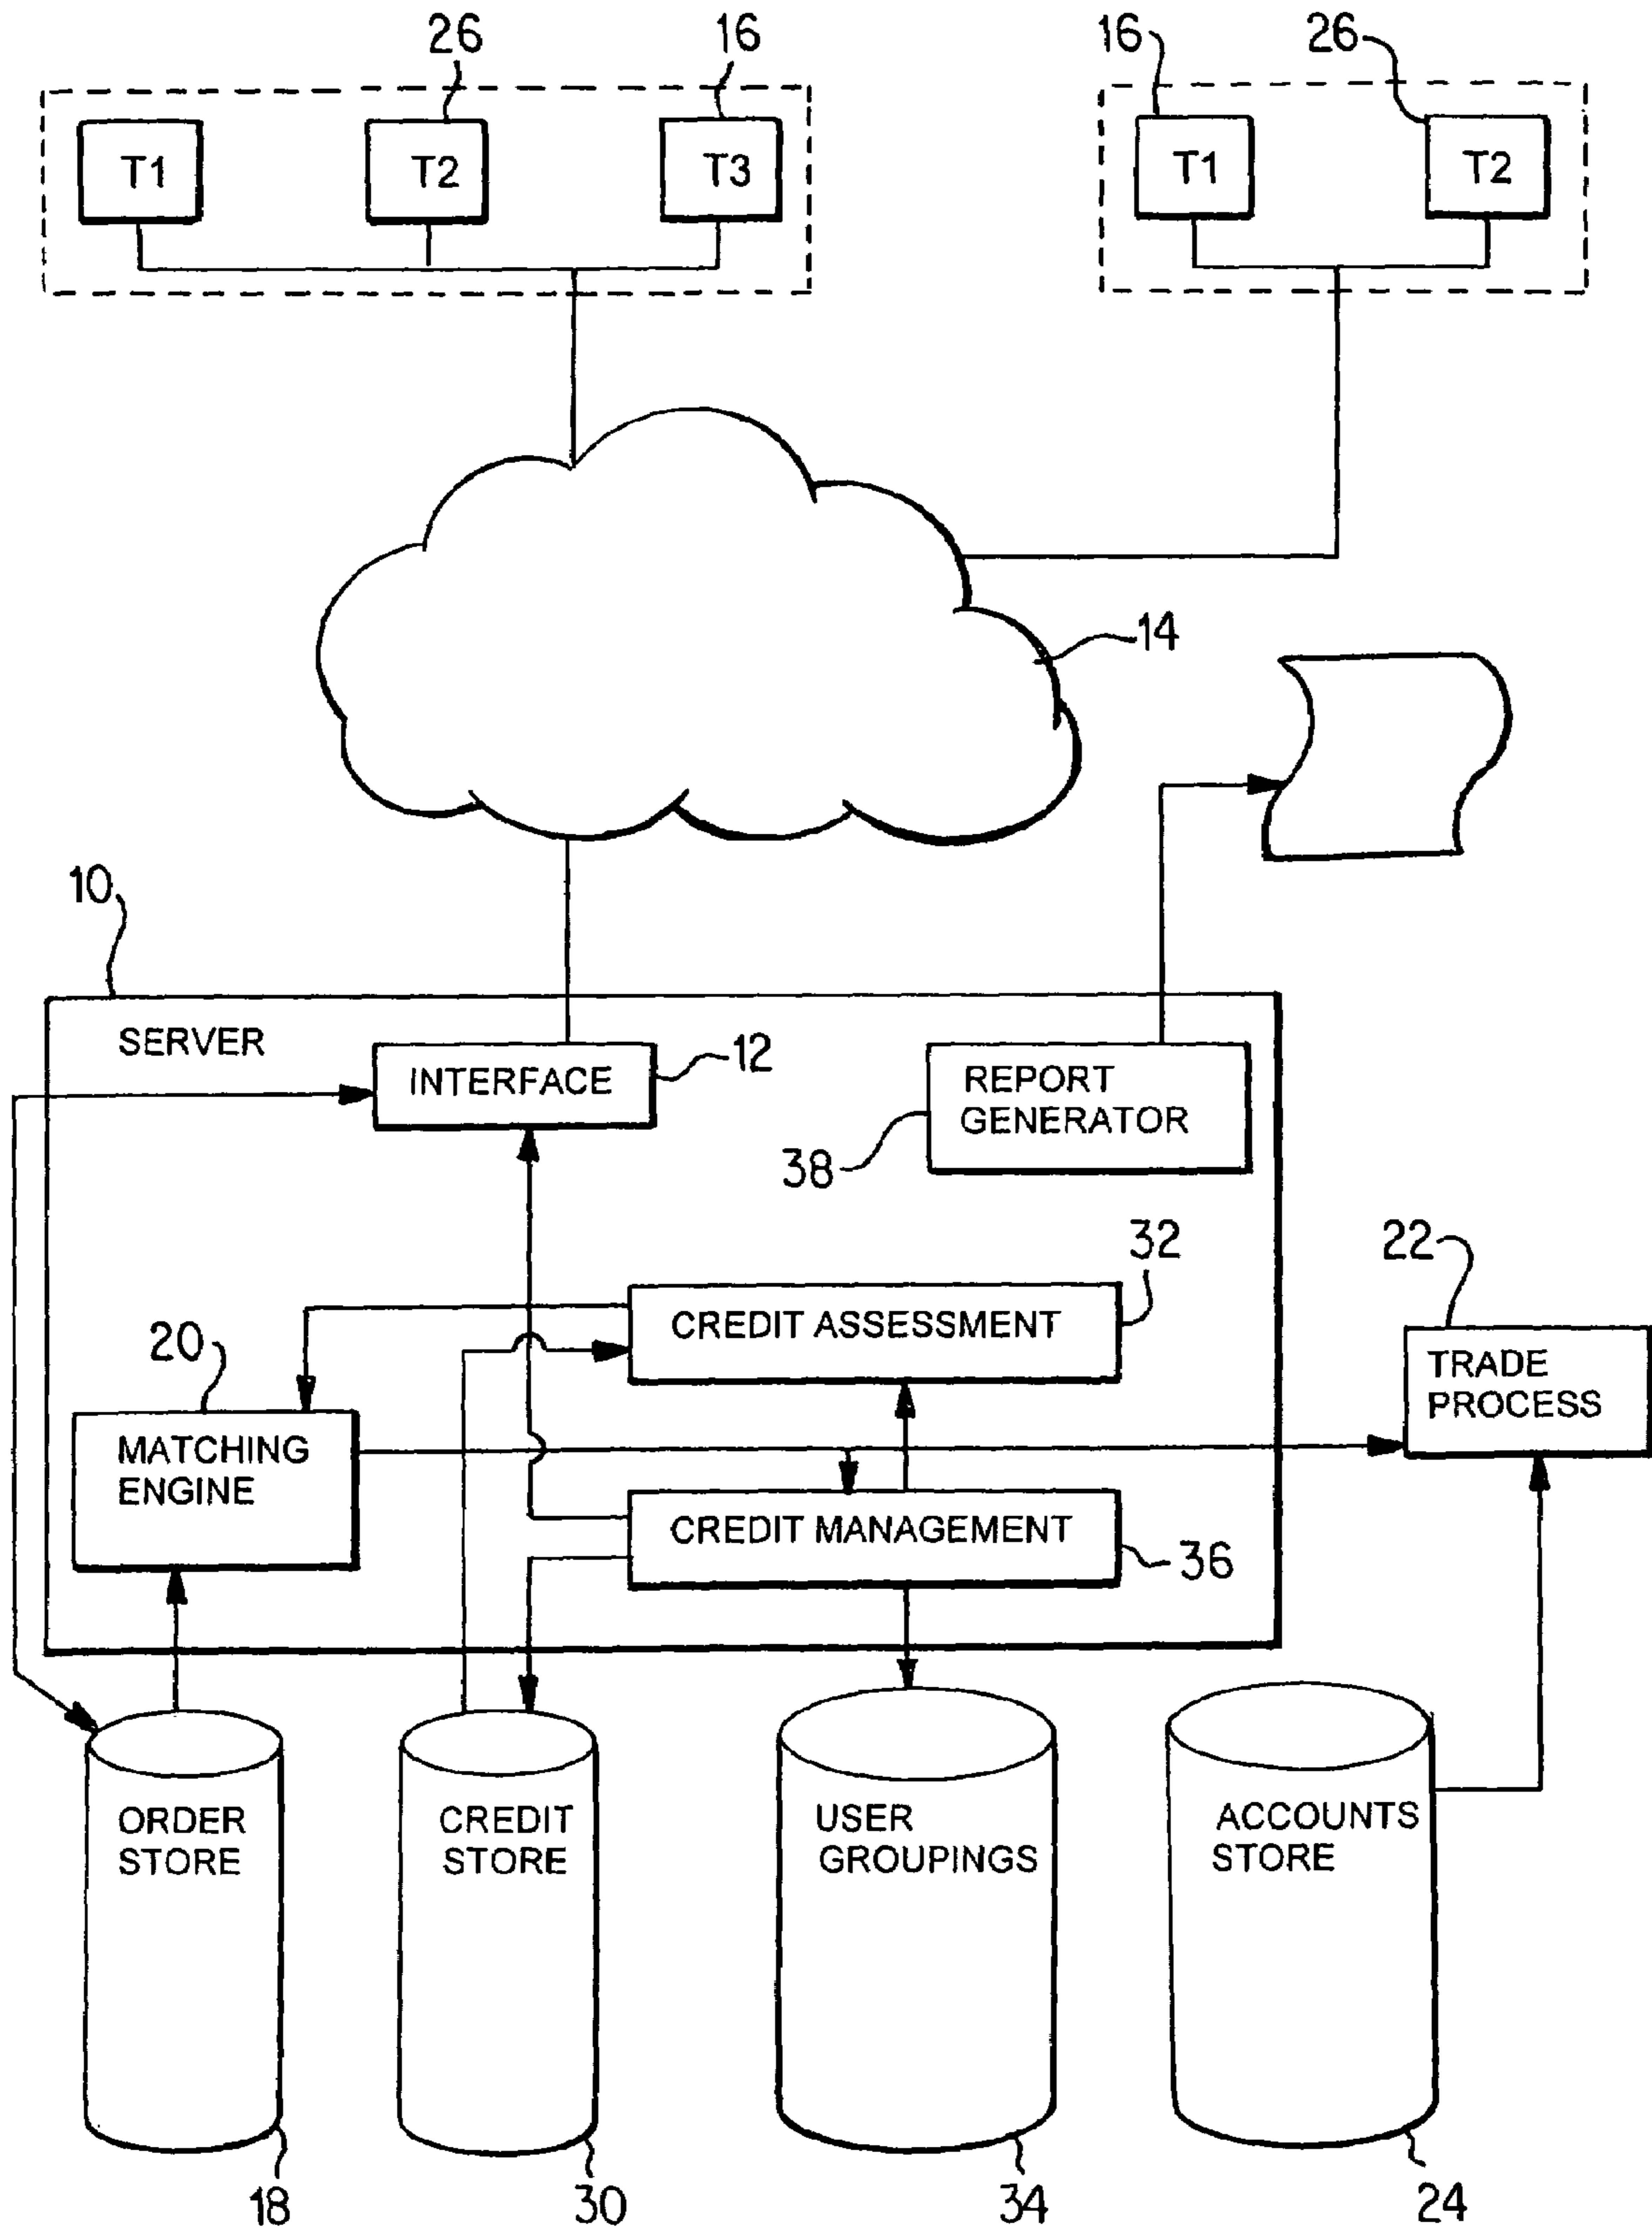 26
16
16
26
T1
T2
T3
T1
T2
14
10
SERVER
INTERFACE
12
REPORT
GENERATOR
38
32
22
CREDIT ASSESSMENT
20
TRADE
PROCESS
MATCHING
ENGINE
CREDIT MANAGEMENT
36
ORDER
STORE
CREDIT
STORE
USER
GROUPINGS
ACCOUNTS
STORE
18
30
34
24